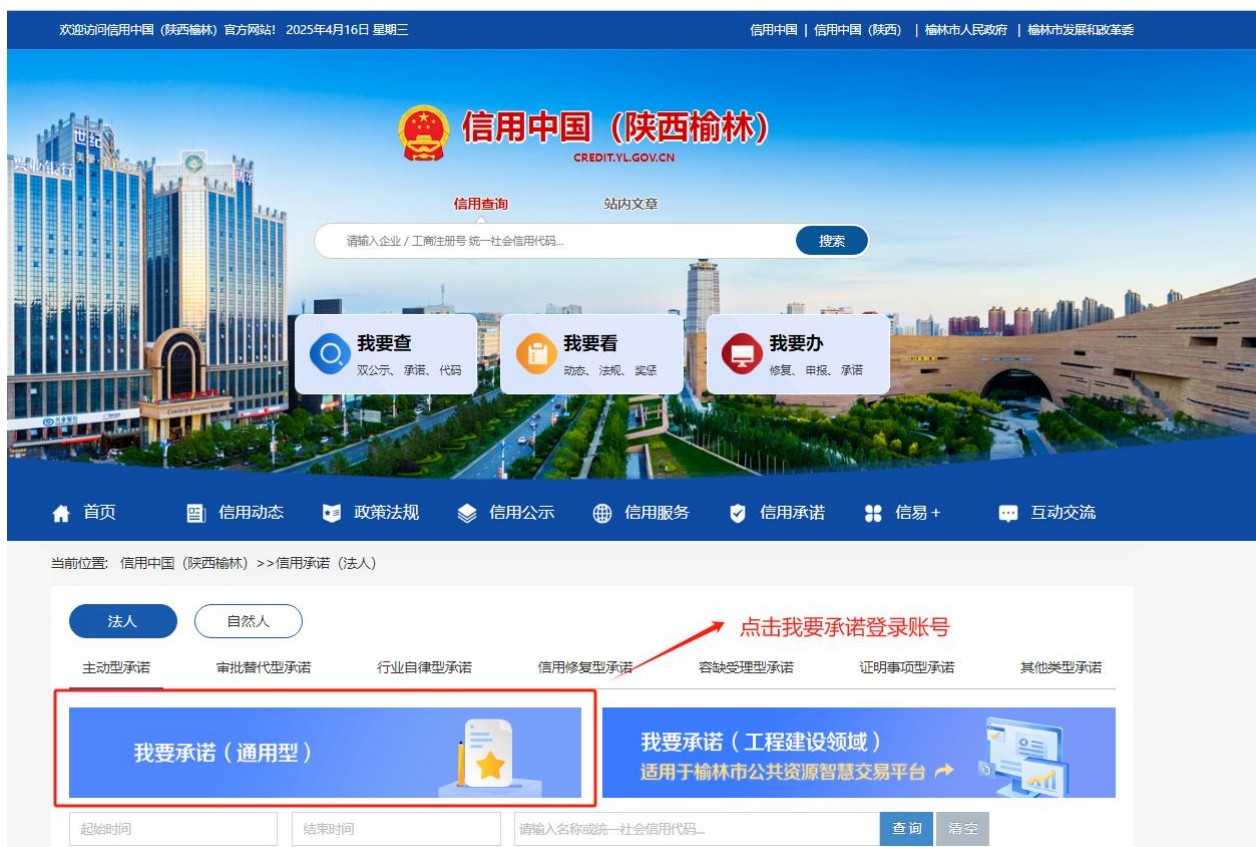 欢迎访问信用中国（陕西榆林）官方网站！ 2025年4月16日 星期三
信用中国 | 信用中国（陕西） | 榆林市人民政府 | 榆林市发展和改革委
世纪
信用中国（陕西榆林）
CREDIT.YL.GOV.CN
信用查询 站内文章
请输入企业 / 工商注册号 统一社会信用代码... 搜索
我要查
双公示、承诺、代码
我要看
动态、法规、奖惩
我要办
修复、申报、承诺
首页 信用动态 政策法规 信用公示 信用服务 信用承诺 信易+ 互动交流
当前位置: 信用中国（陕西榆林）>>信用承诺（法人）
法人 自然人
点击我要承诺登录账号
主动型承诺 审批替代型承诺 行业自律型承诺 信用修复型承诺 容缺受理型承诺 证明事项型承诺 其他类型承诺
我要承诺（通用型）
我要承诺（工程建设领域）
适用于榆林市公共资源智慧交易平台
起始时间 结束时间 请输入名称或统一社会信用代码... 查询 清空